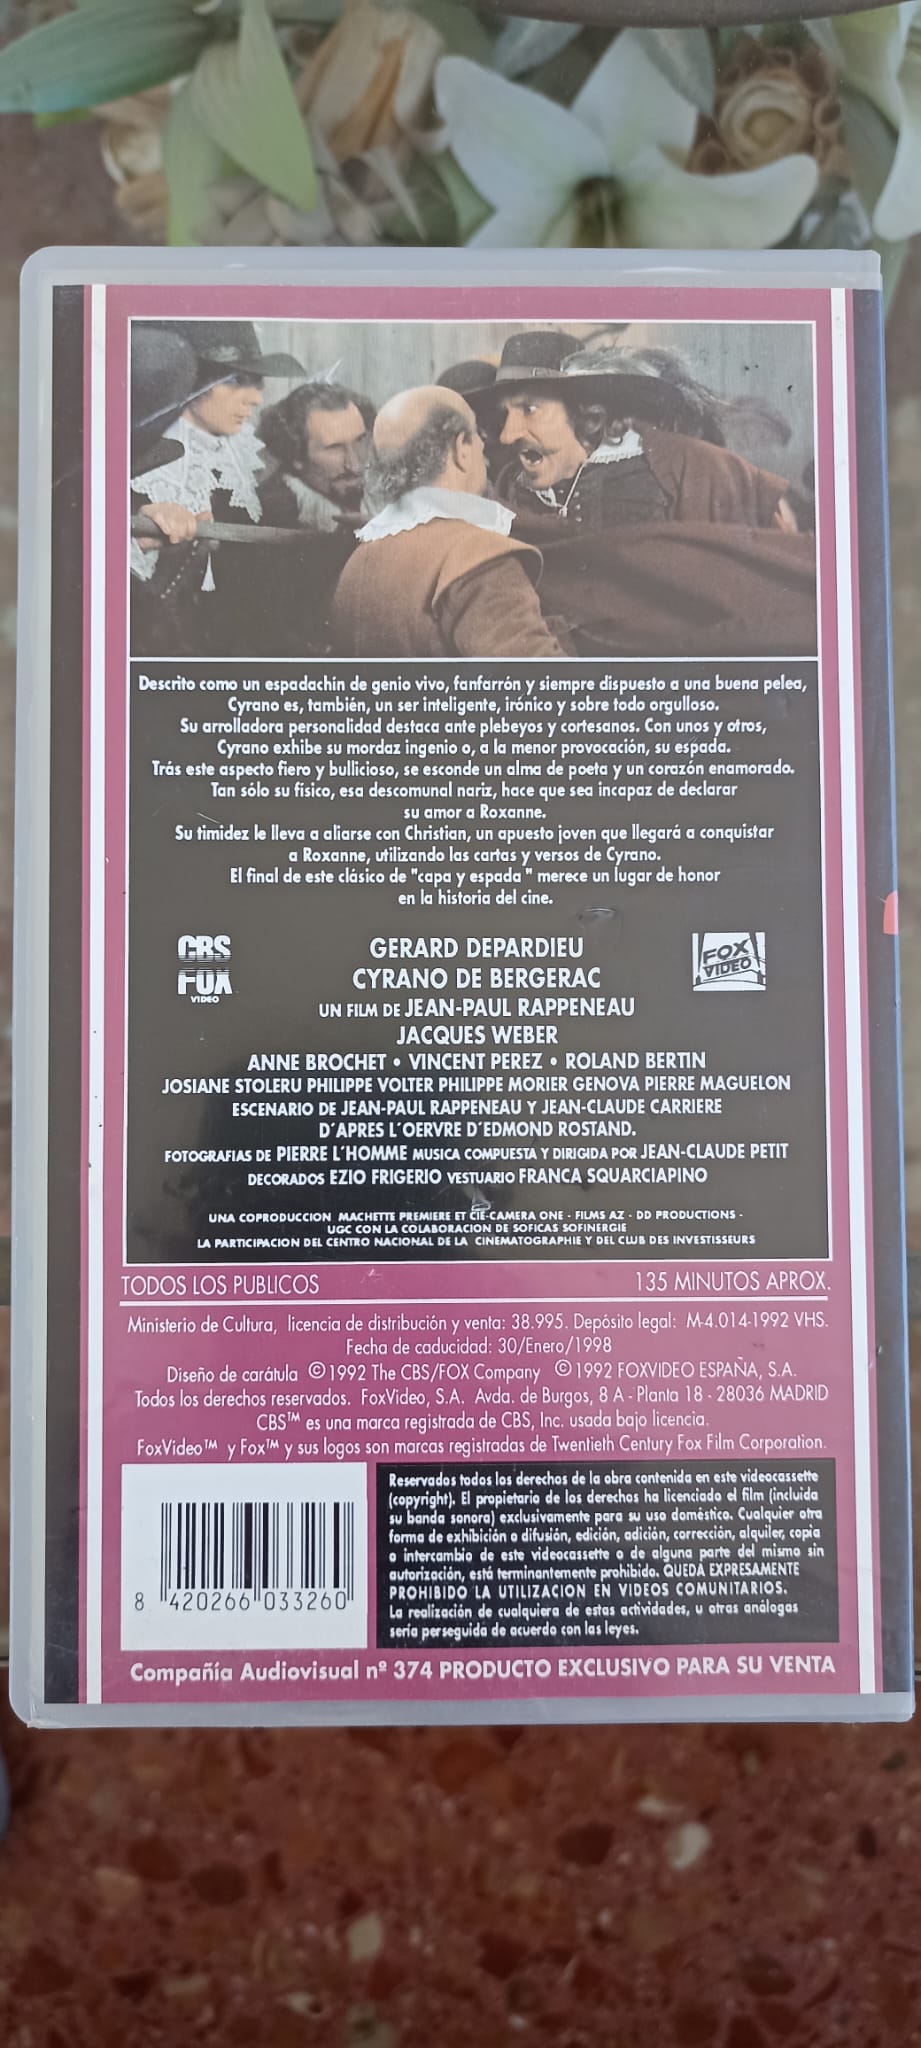 Descrito como un espadachín de genio vivo, fanfarrón y siempre dispuesto a una buena pelea,
Cyrano es, también, un ser inteligente, irónico y sobre todo orgulloso.
Su arrolladora personalidad destaca ante plebeyos y cortesanos. Con unos y otros,
Cyrano exhibe su mordaz ingenio o, a la menor provocación, su espada.
Trás este aspecto fiero y bullicioso, se esconde un alma de poeta y un corazón enamorado.
Tan sólo su físico, esa descomunal nariz, hace que sea incapaz de declarar
su amor a Roxanne.
Su timidez le lleva a aliarse con Christian, un apuesto joven que llegará a conquistar
a Roxanne, utilizando las cartas y versos de Cyrano.
El final de este clásico de "capa y espada " merece un lugar de honor
en la historia del cine.
CBS
FOX
VIDEO
GERARD DEPARDIEU
CYRANO DE BERGERAC
FOX
VIDEO
UN FILM DE JEAN-PAUL RAPPENEAU
JACQUES WEBER
ANNE BROCHET • VINCENT PEREZ • ROLAND BERTIN
JOSIANE STOLERU PHILIPPE VOLTER PHILIPPE MORIER GENOVA PIERRE MAGUELON
ESCENARIO DE JEAN-PAUL RAPPENEAU Y JEAN-CLAUDE CARRIERE
D´APRES L´OERVRE D´EDMOND ROSTAND.
FOTOGRAFIAS DE PIERRE L´HOMME MUSICA COMPUESTA Y DIRIGIDA POR JEAN-CLAUDE PETIT
DECORADOS EZIO FRIGERIO VESTUARIO FRANCA SQUARCIAPINO
UNA COPRODUCCION MACHETTE PREMIERE ET CIE-CAMERA ONE - FILMS AZ - DD PRODUCTIONS -
UGC CON LA COLABORACION DE SOFICAS SOFINERGIE
LA PARTICIPACION DEL CENTRO NACIONAL DE LA CINEMATOGRAPHIE Y DEL CLUB DES INVESTISSEURS
TODOS LOS PUBLICOS 135 MINUTOS APROX.
Ministerio de Cultura, licencia de distribución y venta: 38.995. Depósito legal: M-4.014-1992 VHS.
Fecha de caducidad: 30/Enero/1998
Diseño de carátula ©1992 The CBS/FOX Company ©1992 FOXVIDEO ESPAÑA, S.A.
Todos los derechos reservados. FoxVideo, S.A. Avda. de Burgos, 8 A - Planta 18 - 28036 MADRID
CBS™ es una marca registrada de CBS, Inc. usada bajo licencia.
FoxVideo™ y Fox™ y sus logos son marcas registradas de Twentieth Century Fox Film Corporation.
8 420266 033260
Reservados todos los derechos de la obra contenida en este videocassette
(copyright). El propietario de los derechos ha licenciado el film (incluida
su banda sonora) exclusivamente para su uso doméstico. Cualquier otra
forma de exhibición o difusión, edición, adición, corrección, alquiler, copia
o intercambio de este videocassette o de alguna parte del mismo sin
autorización, está terminantemente prohibido. QUEDA EXPRESAMENTE
PROHIBIDO LA UTILIZACION EN VIDEOS COMUNITARIOS.
La realización de cualquiera de estas actividades, u otras análogas
sería perseguida de acuerdo con las leyes.
Compañía Audiovisual nº 374 PRODUCTO EXCLUSIVO PARA SU VENTA